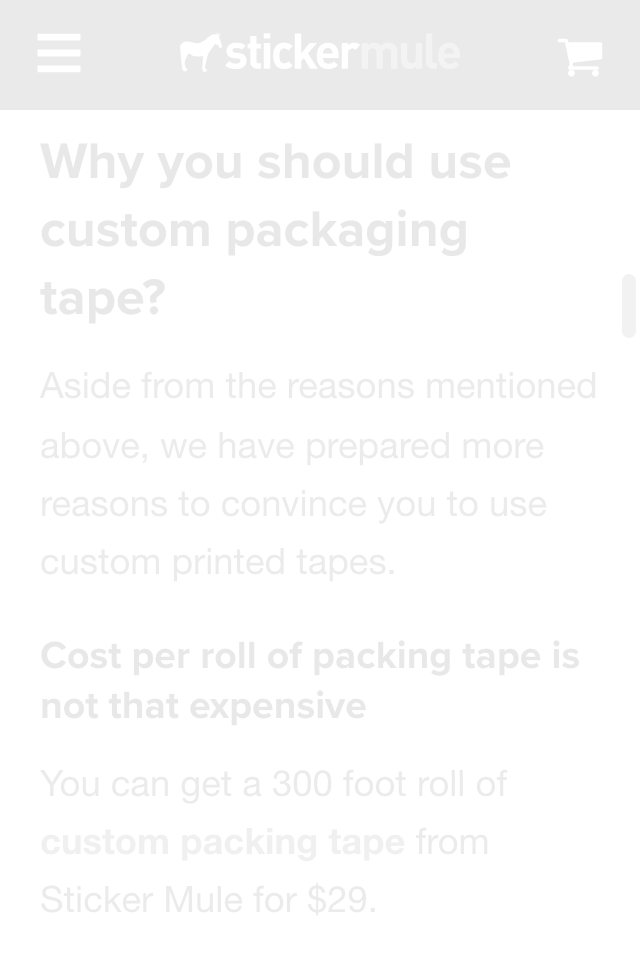 stickermule
Why you should use
custom packaging
tape?
Aside from the reasons mentioned
above, we have prepared more
reasons to convince you to use
custom printed tapes.
Cost per roll of packing tape is
not that expensive
You can get a 300 foot roll of
custom packing tape from
Sticker Mule for $29.